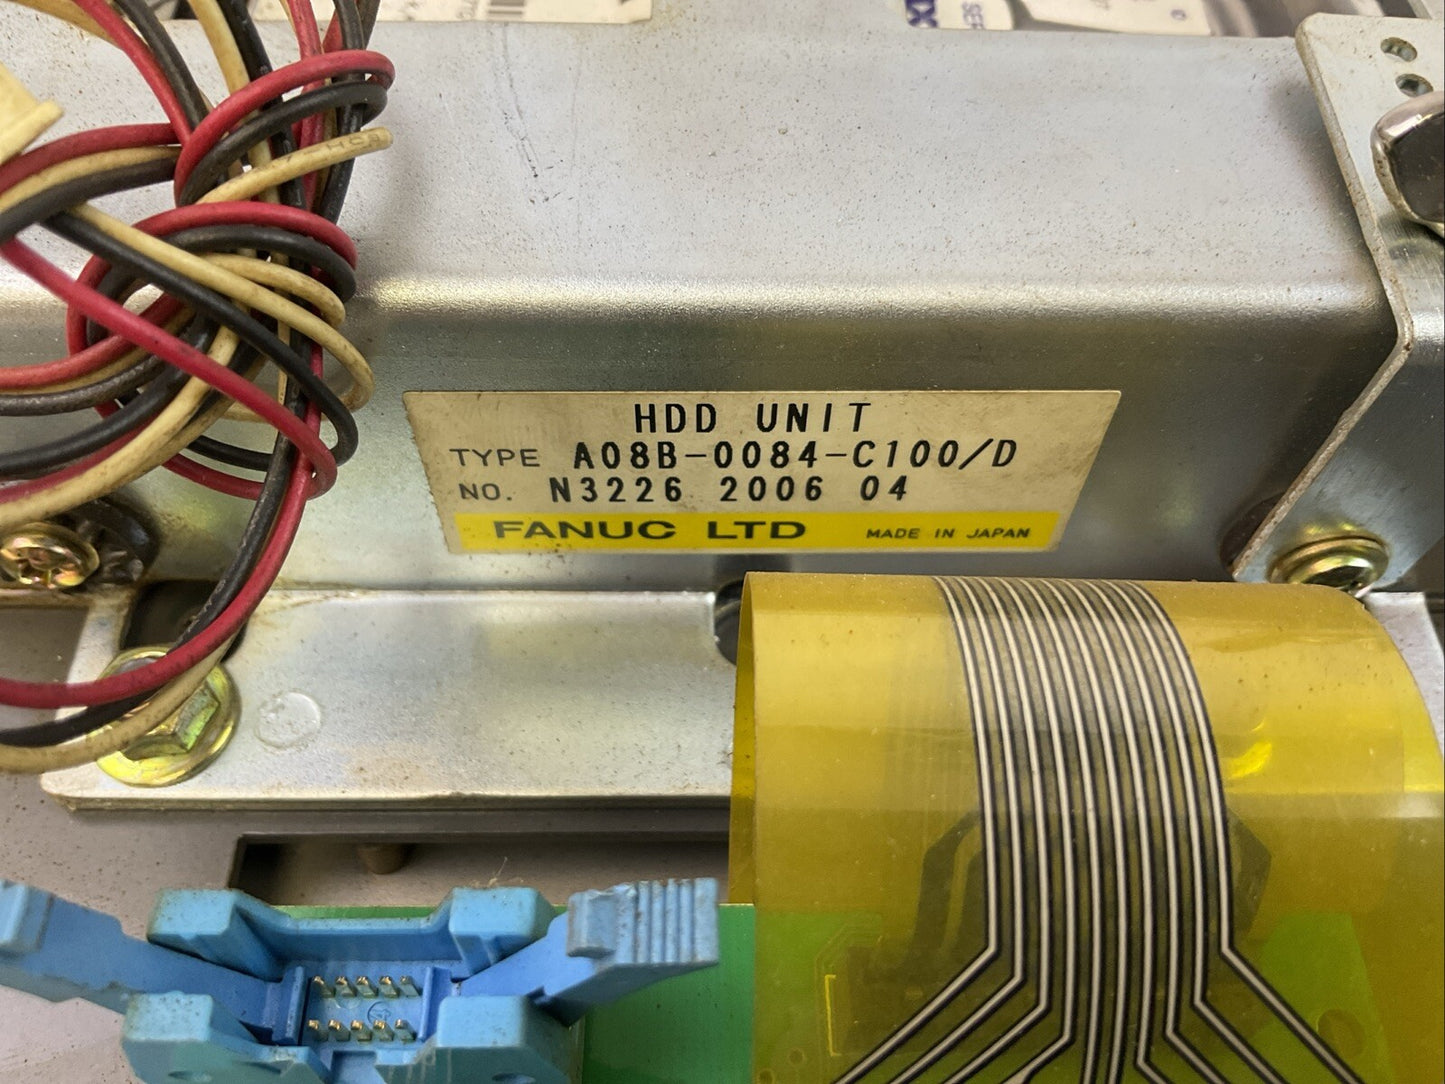 HDD UNIT
TYPE A08B-0084-C100/D
NO. N3226 2006 04
FANUC LTD MADE IN JAPAN